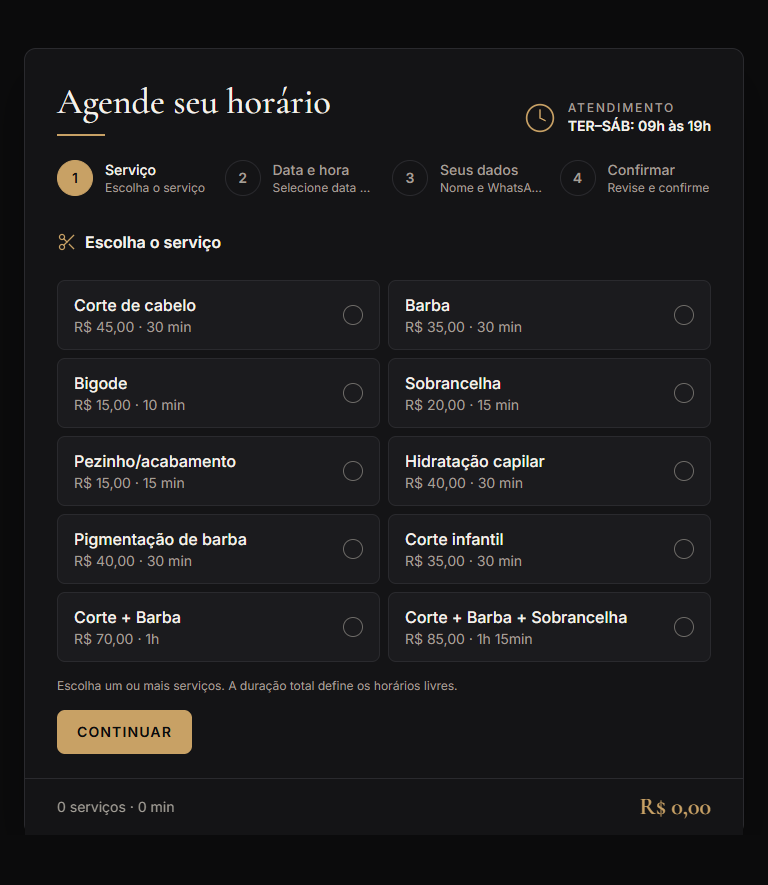 Agende seu horário
ATENDIMENTO
TER–SÁB: 09h às 19h
1
Serviço
Escolha o serviço
2
Data e hora
Selecione data ...
3
Seus dados
Nome e WhatsA...
4
Confirmar
Revise e confirme
Escolha o serviço
Corte de cabelo
R$ 45,00 · 30 min
Barba
R$ 35,00 · 30 min
Bigode
R$ 15,00 · 10 min
Sobrancelha
R$ 20,00 · 15 min
Pezinho/acabamento
R$ 15,00 · 15 min
Hidratação capilar
R$ 40,00 · 30 min
Pigmentação de barba
R$ 40,00 · 30 min
Corte infantil
R$ 35,00 · 30 min
Corte + Barba
R$ 70,00 · 1h
Corte + Barba + Sobrancelha
R$ 85,00 · 1h 15min
Escolha um ou mais serviços. A duração total define os horários livres.
CONTINUAR
0 serviços · 0 min
R$ 0,00